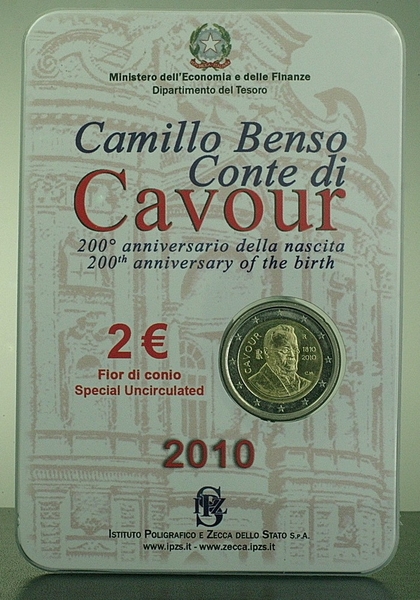 Ministero dell'Economia e delle Finanze
Dipartimento del Tesoro
Camillo Benso
Conte di
Cavour
200° anniversario della nascita
200th anniversary of the birth
2 €
Fior di conio
Special Uncirculated
CAVOUR
RI
R
1810
2010
2010
IPZS
ISTITUTO POLIGRAFICO E ZECCA DELLO STATO S.P.A.
www.ipzs.it - www.zecca.ipzs.it